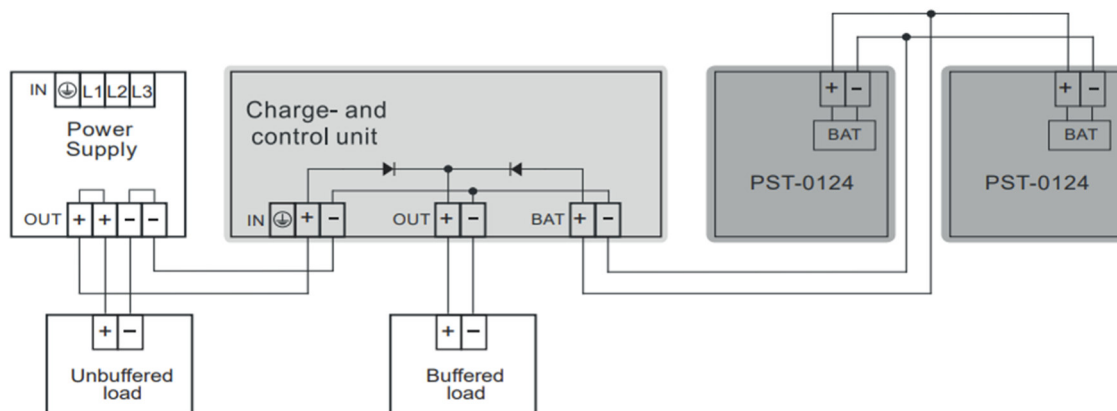 IN L1 L2 L3
Power
Supply
OUT + + − −
Charge- and
control unit
IN + −
OUT + −
BAT + −
+ −
BAT
PST-0124
+ −
BAT
PST-0124
+ −
Unbuffered
load
+ −
Buffered
load